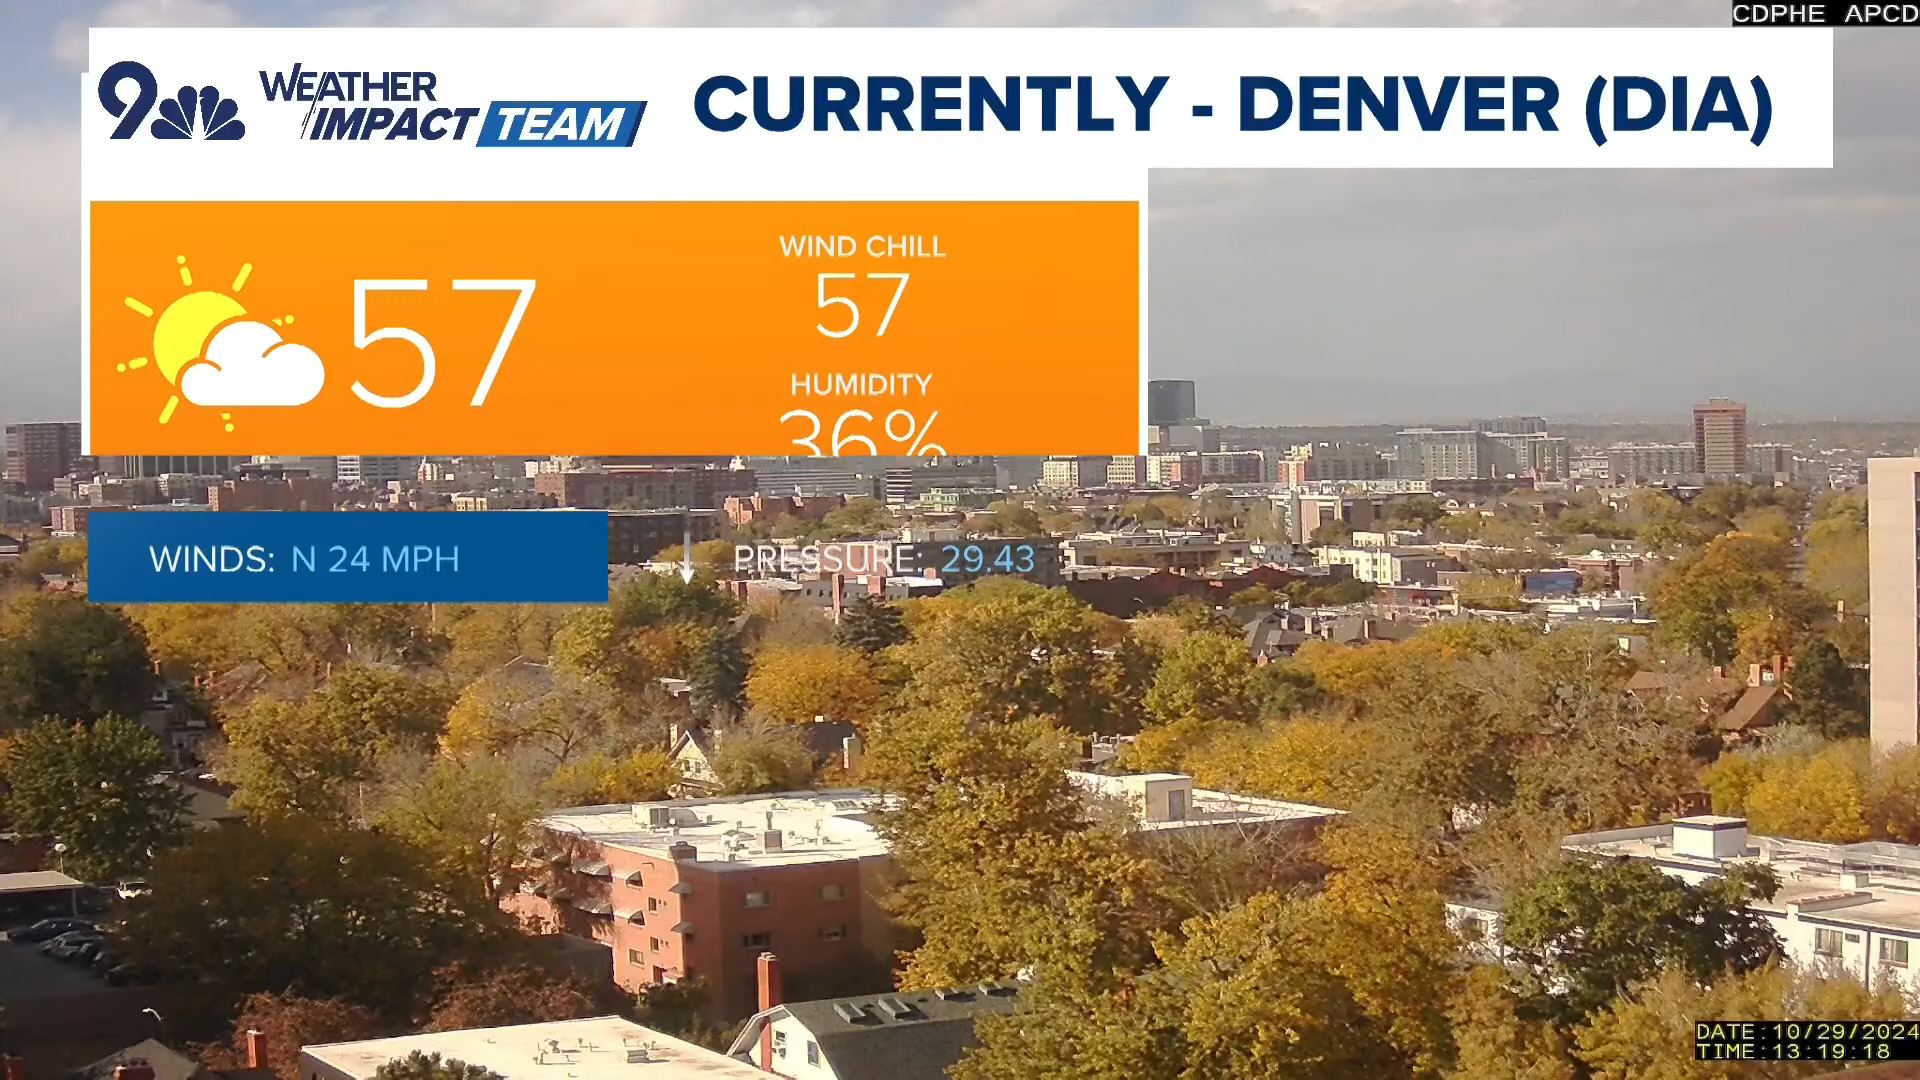 CDPHE APCD
9 WEATHER IMPACT TEAM
CURRENTLY - DENVER (DIA)
57
WIND CHILL
57
HUMIDITY
36%
WINDS: N 24 MPH
PRESSURE: 29.43
DATE:10/29/2024
TIME:13:19:18